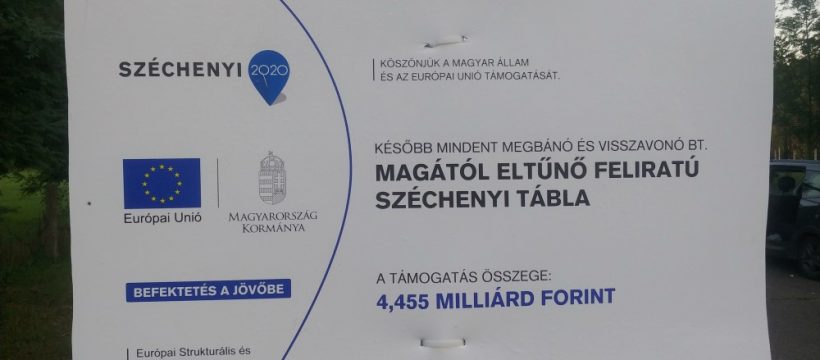 SZÉCHENYI 2020
KÖSZÖNJÜK A MAGYAR ÁLLAM
ÉS AZ EURÓPAI UNIÓ TÁMOGATÁSÁT.
Európai Unió
MAGYARORSZÁG
KORMÁNYA
KÉSŐBB MINDENT MEGBÁNÓ ÉS VISSZAVONÓ BT.
MAGÁTÓL ELTŰNŐ FELIRATÚ
SZÉCHENYI TÁBLA
BEFEKTETÉS A JÖVŐBE
A TÁMOGATÁS ÖSSZEGE:
4,455 MILLIÁRD FORINT
Európai Strukturális és